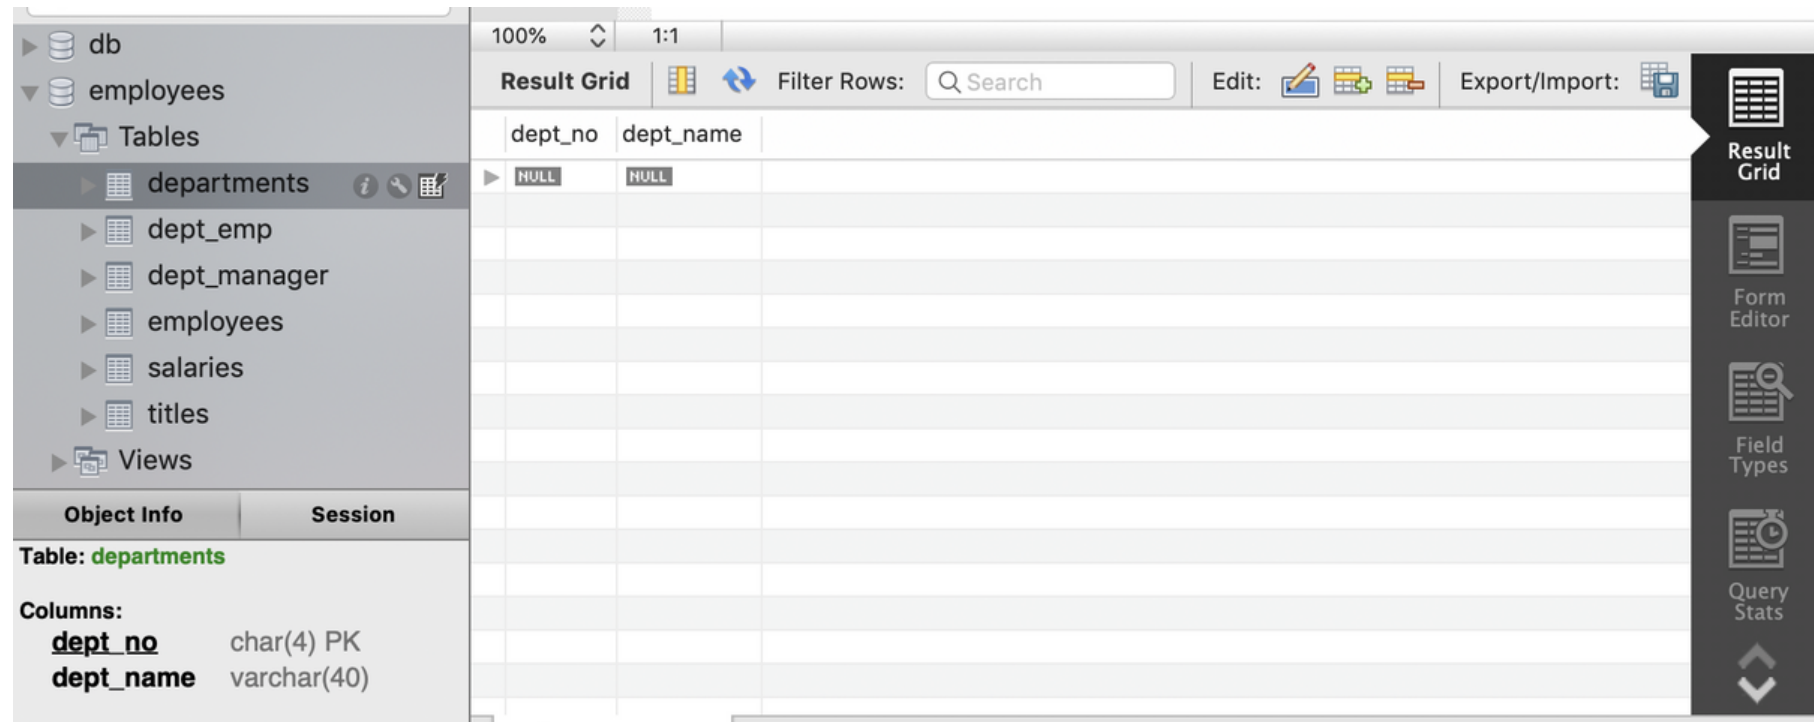 db
employees
Tables
departments
dept_emp
dept_manager
employees
salaries
titles
Views
Object Info Session
Table: departments
Columns:
dept_no char(4) PK
dept_name varchar(40)
100% 1:1
Result Grid Filter Rows: Search Edit: Export/Import:
dept_no dept_name
NULL NULL
Result
Grid
Form
Editor
Field
Types
Query
Stats